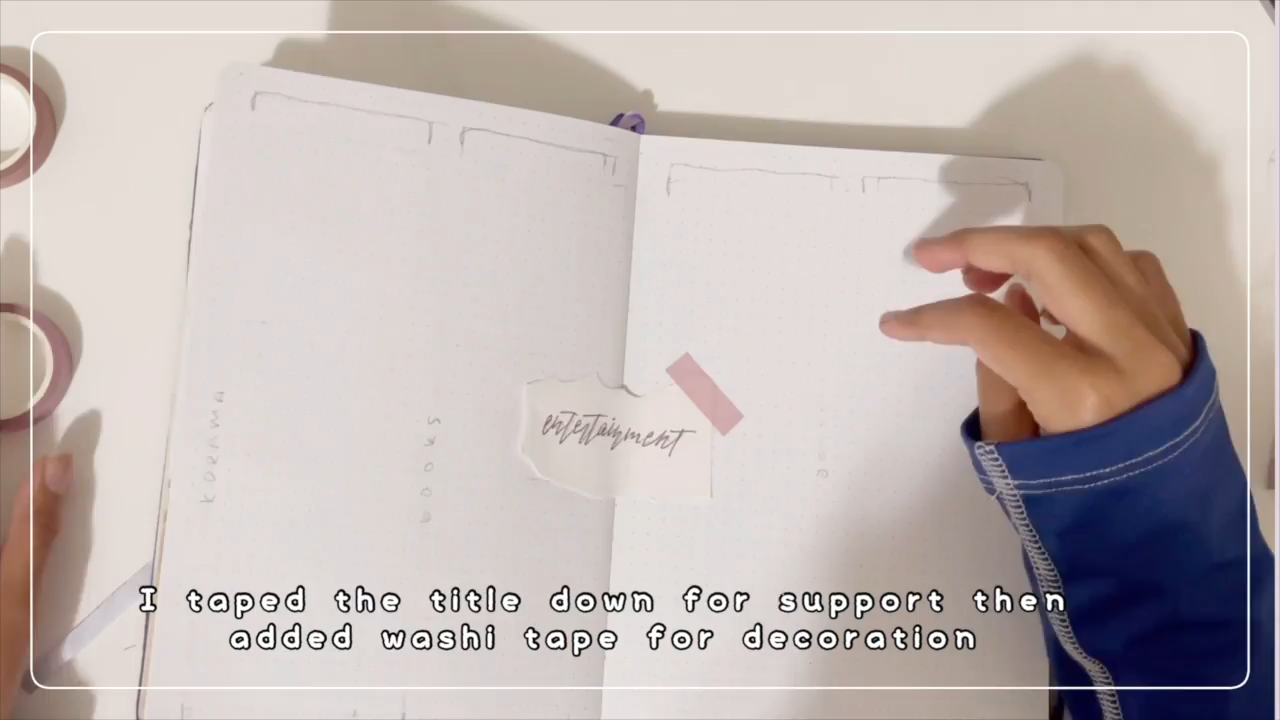 KDRAMA
BOOKS
entertainment
I taped the title down for support then
added washi tape for decoration